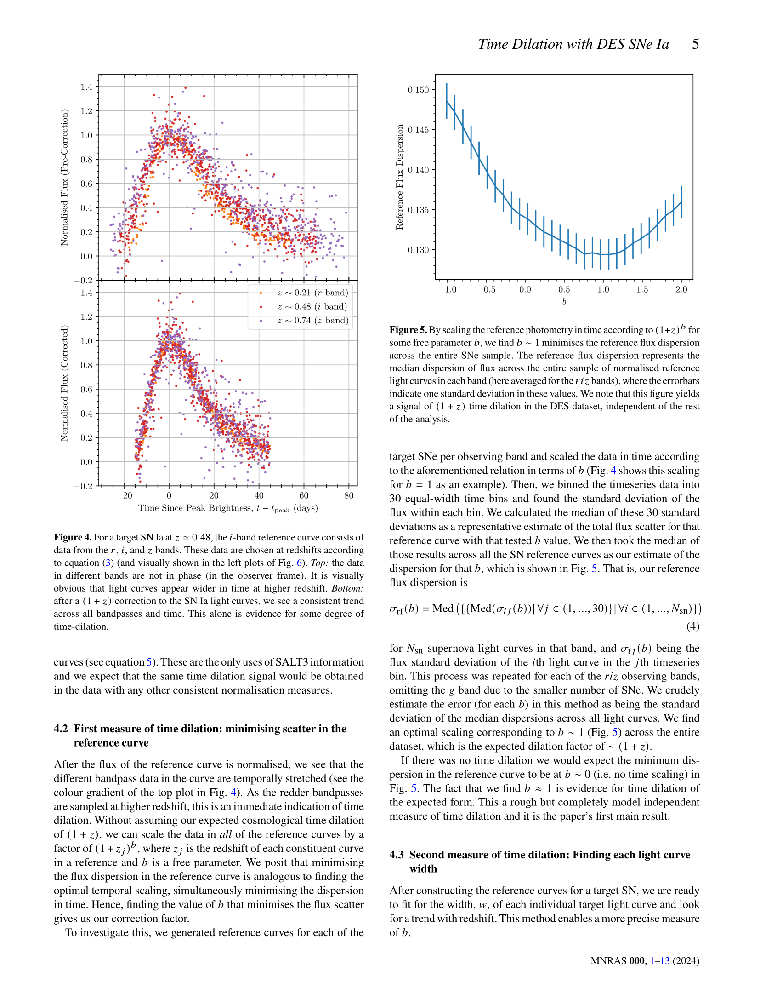 Time Dilation with DES SNe Ia 5
1.4
1.2
1.0
0.8
0.6
0.4
0.2
0.0
−0.2
Normalised Flux (Pre-Correction)
1.4
1.2
1.0
0.8
0.6
0.4
0.2
0.0
−0.2
Normalised Flux (Corrected)
z ∼ 0.21 (r band)
z ∼ 0.48 (i band)
z ∼ 0.74 (z band)
−20 0 20 40 60 80
Time Since Peak Brightness, t − t_peak (days)
Figure 4. For a target SN Ia at z ≃ 0.48, the i-band reference curve consists of
data from the r, i, and z bands. These data are chosen at redshifts according
to equation (3) (and visually shown in the left plots of Fig. 6). Top: the data
in different bands are not in phase (in the observer frame). It is visually
obvious that light curves appear wider in time at higher redshift. Bottom:
after a (1 + z) correction to the SN Ia light curves, we see a consistent trend
across all bandpasses and time. This alone is evidence for some degree of
time-dilation.
curves (see equation 5). These are the only uses of SALT3 information
and we expect that the same time dilation signal would be obtained
in the data with any other consistent normalisation measures.
4.2 First measure of time dilation: minimising scatter in the
reference curve
After the flux of the reference curve is normalised, we see that the
different bandpass data in the curve are temporally stretched (see the
colour gradient of the top plot in Fig. 4). As the redder bandpasses
are sampled at higher redshift, this is an immediate indication of time
dilation. Without assuming our expected cosmological time dilation
of (1 + z), we can scale the data in all of the reference curves by a
factor of (1 + z_j)^b, where z_j is the redshift of each constituent curve
in a reference and b is a free parameter. We posit that minimising
the flux dispersion in the reference curve is analogous to finding the
optimal temporal scaling, simultaneously minimising the dispersion
in time. Hence, finding the value of b that minimises the flux scatter
gives us our correction factor.
To investigate this, we generated reference curves for each of the
0.150
0.145
0.140
0.135
0.130
Reference Flux Dispersion
−1.0 −0.5 0.0 0.5 1.0 1.5 2.0
b
Figure 5. By scaling the reference photometry in time according to (1+z)^b for
some free parameter b, we find b ∼ 1 minimises the reference flux dispersion
across the entire SNe sample. The reference flux dispersion represents the
median dispersion of flux across the entire sample of normalised reference
light curves in each band (here averaged for the riz bands), where the errorbars
indicate one standard deviation in these values. We note that this figure yields
a signal of (1 + z) time dilation in the DES dataset, independent of the rest
of the analysis.
target SNe per observing band and scaled the data in time according
to the aforementioned relation in terms of b (Fig. 4 shows this scaling
for b = 1 as an example). Then, we binned the timeseries data into
30 equal-width time bins and found the standard deviation of the
flux within each bin. We calculated the median of these 30 standard
deviations as a representative estimate of the total flux scatter for that
reference curve with that tested b value. We then took the median of
those results across all the SN reference curves as our estimate of the
dispersion for that b, which is shown in Fig. 5. That is, our reference
flux dispersion is
σ_rf(b) = Med ({{Med(σ_ij(b))| ∀j ∈ (1, ..., 30)}| ∀i ∈ (1, ..., N_sn)})
(4)
for N_sn supernova light curves in that band, and σ_ij(b) being the
flux standard deviation of the ith light curve in the jth timeseries
bin. This process was repeated for each of the riz observing bands,
omitting the g band due to the smaller number of SNe. We crudely
estimate the error (for each b) in this method as being the standard
deviation of the median dispersions across all light curves. We find
an optimal scaling corresponding to b ∼ 1 (Fig. 5) across the entire
dataset, which is the expected dilation factor of ∼ (1 + z).
If there was no time dilation we would expect the minimum dis-
persion in the reference curve to be at b ∼ 0 (i.e. no time scaling) in
Fig. 5. The fact that we find b ≈ 1 is evidence for time dilation of
the expected form. This a rough but completely model independent
measure of time dilation and it is the paper's first main result.
4.3 Second measure of time dilation: Finding each light curve
width
After constructing the reference curves for a target SN, we are ready
to fit for the width, w, of each individual target light curve and look
for a trend with redshift. This method enables a more precise measure
of b.
MNRAS 000, 1–13 (2024)